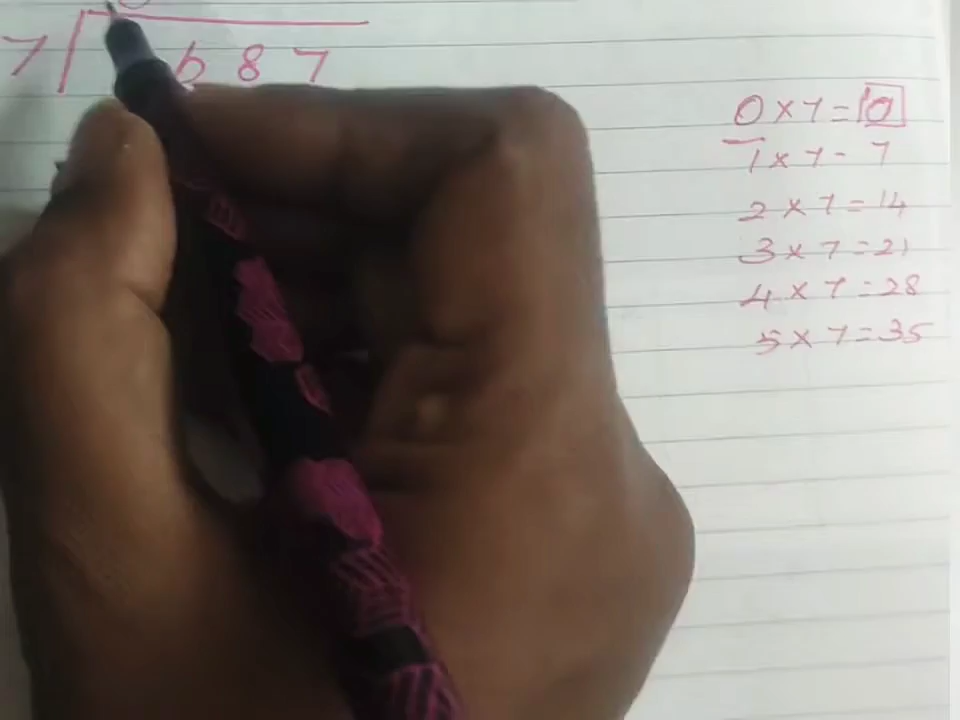 7 687
0 × 7 = 0
1 × 7 - 7
2 × 7 = 14
3 × 7 = 21
4 × 7 = 28
5 × 7 = 35